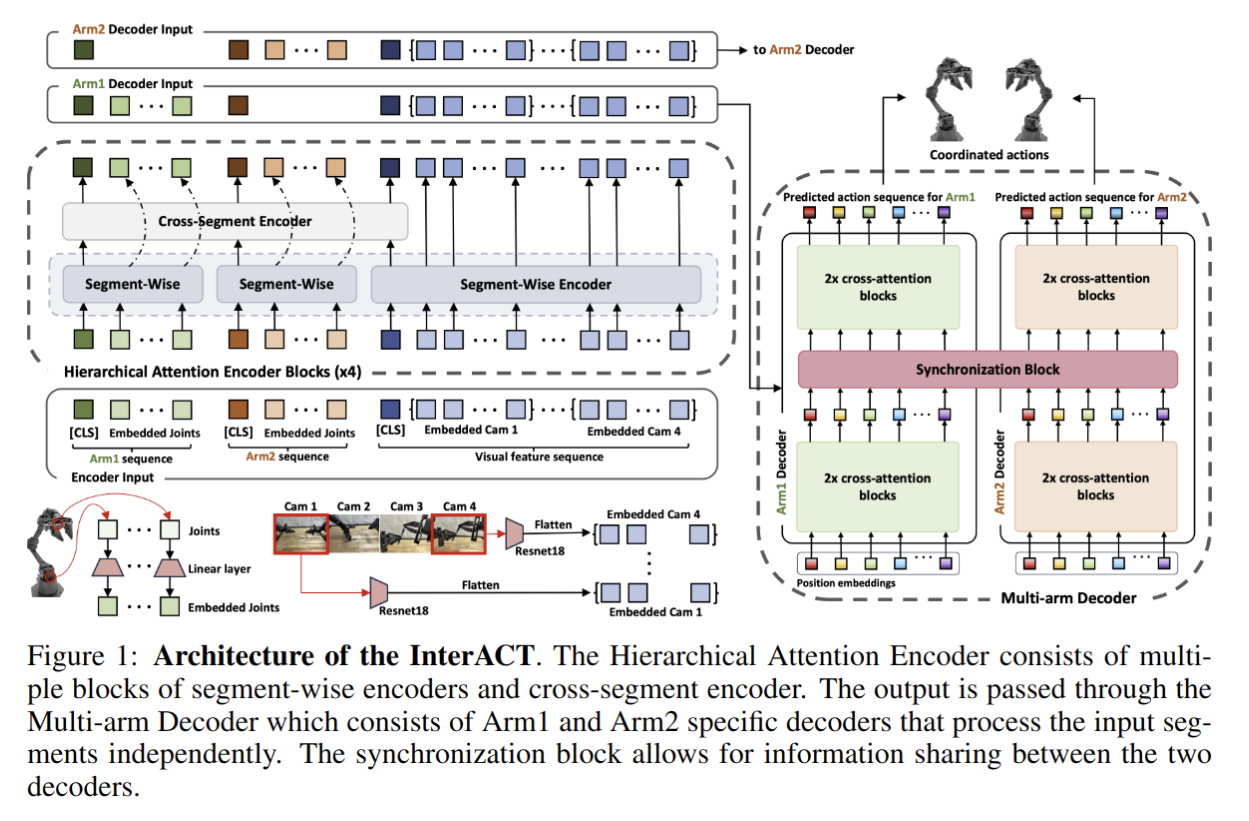 Arm2 Decoder Input
to Arm2 Decoder
Arm1 Decoder Input
Coordinated actions
Cross-Segment Encoder
Segment-Wise
Segment-Wise
Segment-Wise Encoder
Hierarchical Attention Encoder Blocks (x4)
[CLS] Embedded Joints
Arm1 sequence
[CLS] Embedded Joints
Arm2 sequence
[CLS] Embedded Cam 1
Embedded Cam 4
Visual feature sequence
Encoder Input
Joints
Linear layer
Embedded Joints
Cam 1 Cam 2 Cam 3 Cam 4
Resnet18
Flatten
Embedded Cam 4
Resnet18
Flatten
Embedded Cam 1
Predicted action sequence for Arm1
Predicted action sequence for Arm2
2x cross-attention
blocks
2x cross-attention
blocks
Synchronization Block
Arm1 Decoder
2x cross-attention
blocks
Arm2 Decoder
2x cross-attention
blocks
Position embeddings
Multi-arm Decoder
Figure 1: Architecture of the InterACT. The Hierarchical Attention Encoder consists of multi-
ple blocks of segment-wise encoders and cross-segment encoder. The output is passed through the
Multi-arm Decoder which consists of Arm1 and Arm2 specific decoders that process the input seg-
ments independently. The synchronization block allows for information sharing between the two
decoders.